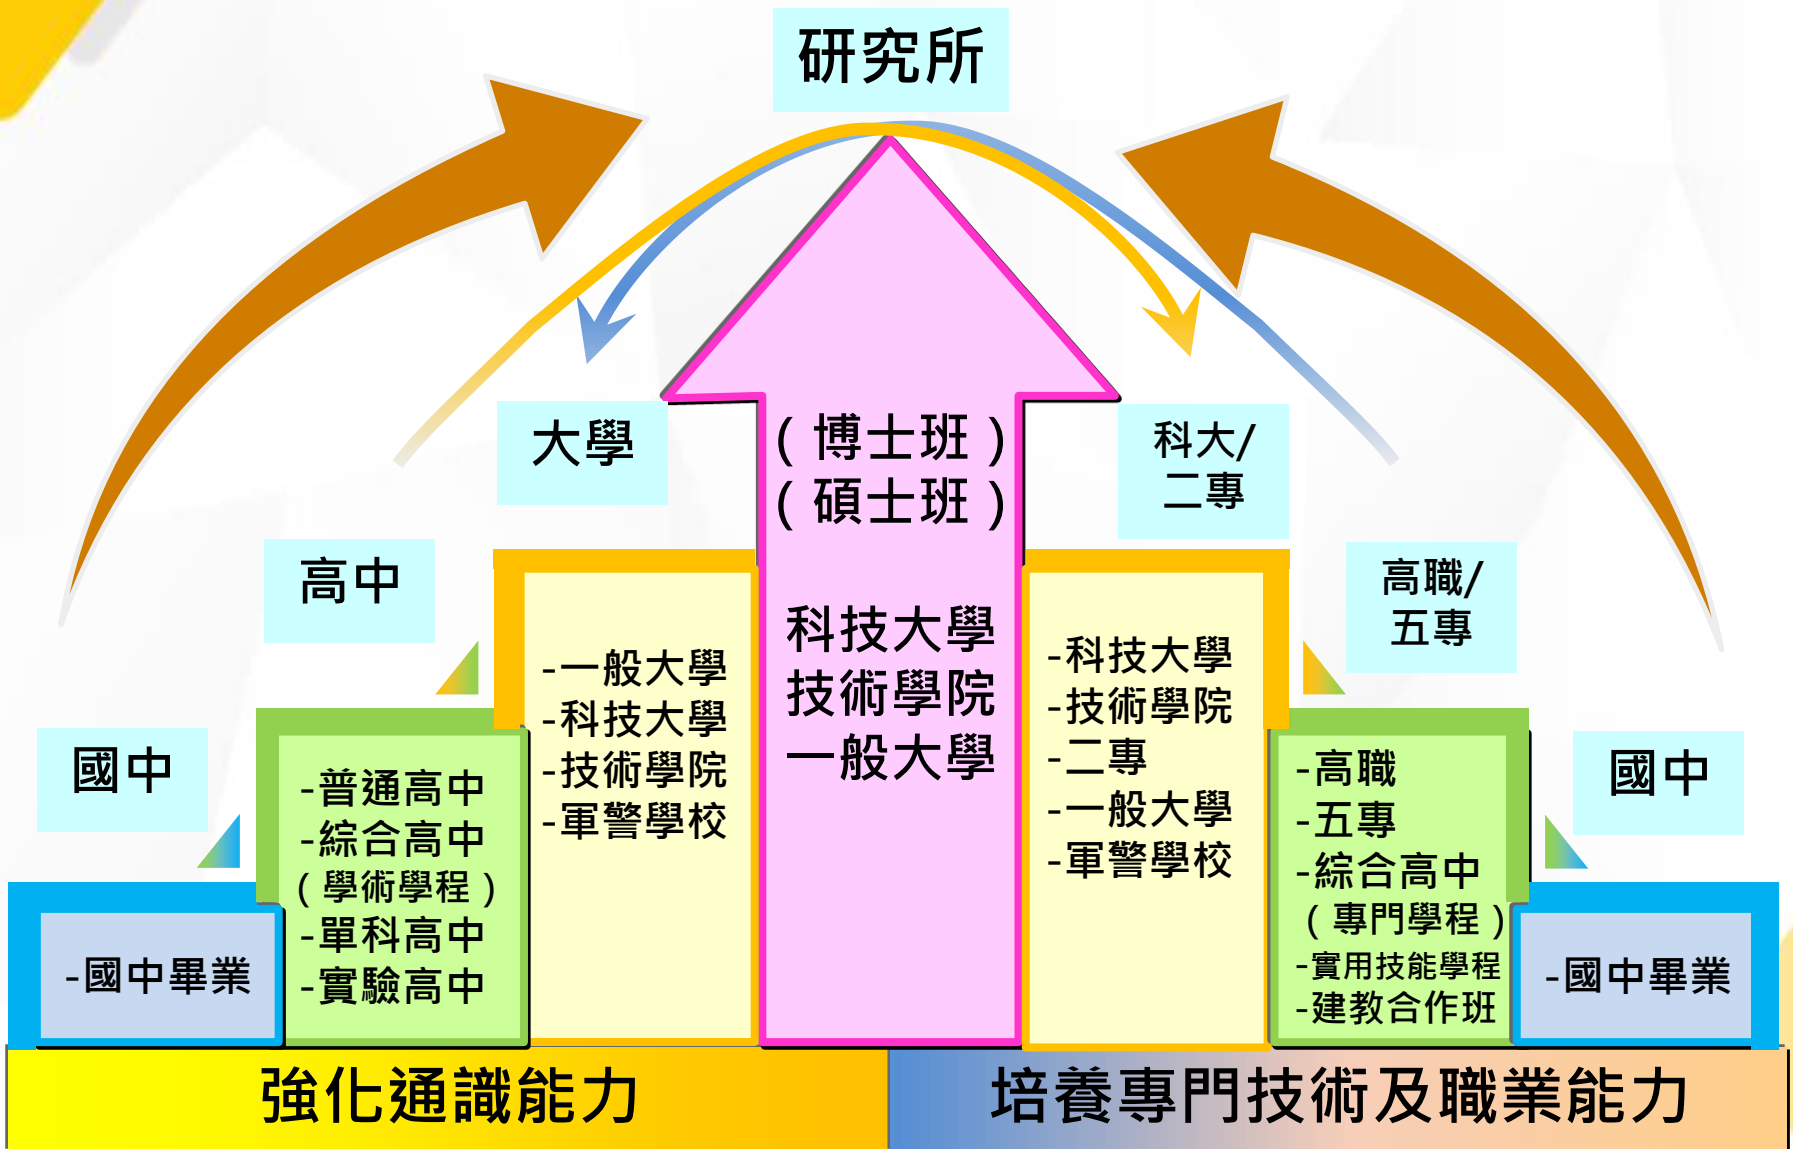 研究所
大學
(博士班)
(碩士班)
科技大學
技術學院
一般大學
科大/
二專
高中
高職/
五專
國中
國中
-國中畢業
-普通高中
-綜合高中
(學術學程)
-單科高中
-實驗高中
-一般大學
-科技大學
-技術學院
-軍警學校
-科技大學
-技術學院
-二專
-一般大學
-軍警學校
-高職
-五專
-綜合高中
(專門學程)
-實用技能學程
-建教合作班
-國中畢業
強化通識能力
培養專門技術及職業能力